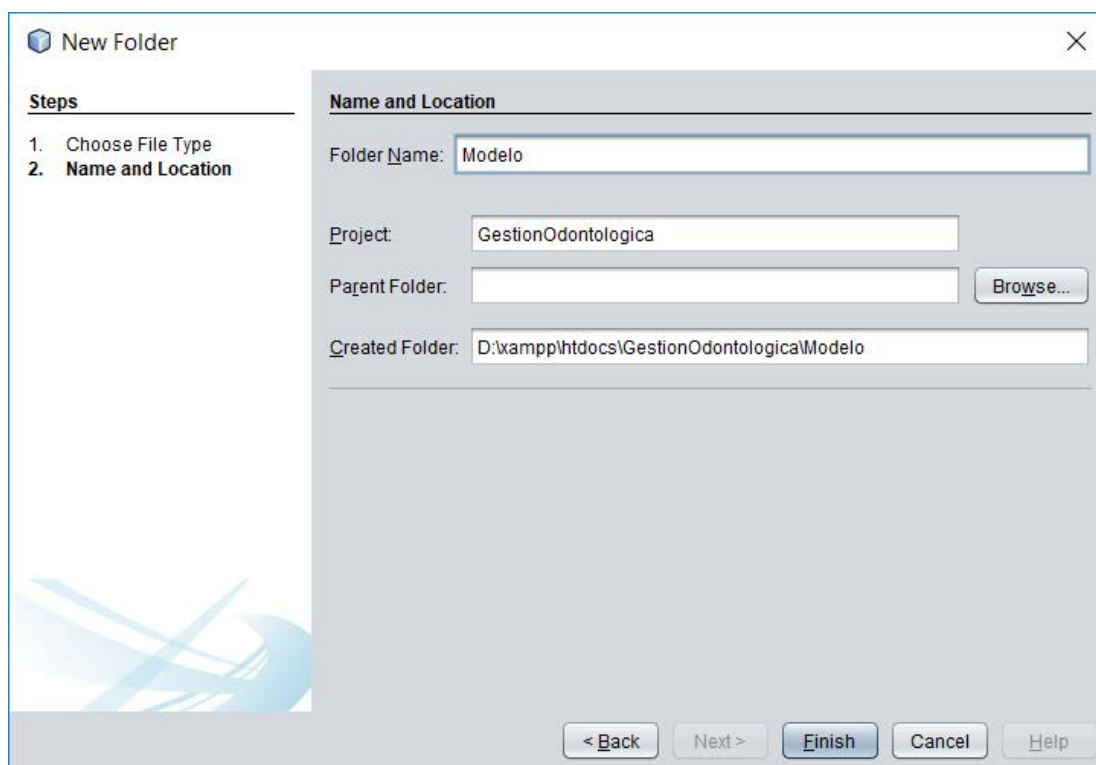 New Folder
Steps
1. Choose File Type
2. Name and Location
Name and Location
Folder Name: Modelo
Project: GestionOdontologica
Parent Folder: Browse...
Created Folder: D:\xampp\htdocs\GestionOdontologica\Modelo
< Back Next > Finish Cancel Help